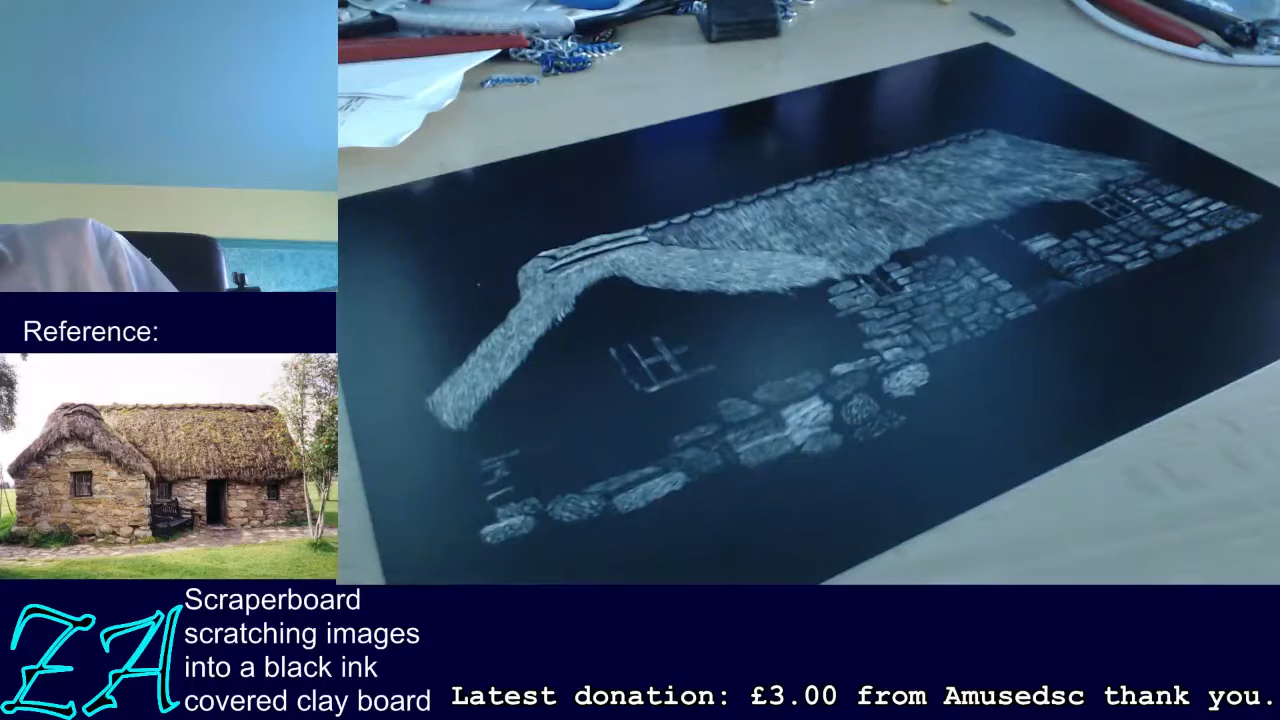 Reference:
ZA
Scraperboard
scratching images
into a black ink
covered clay board
Latest donation: £3.00 from Amusedsc thank you.